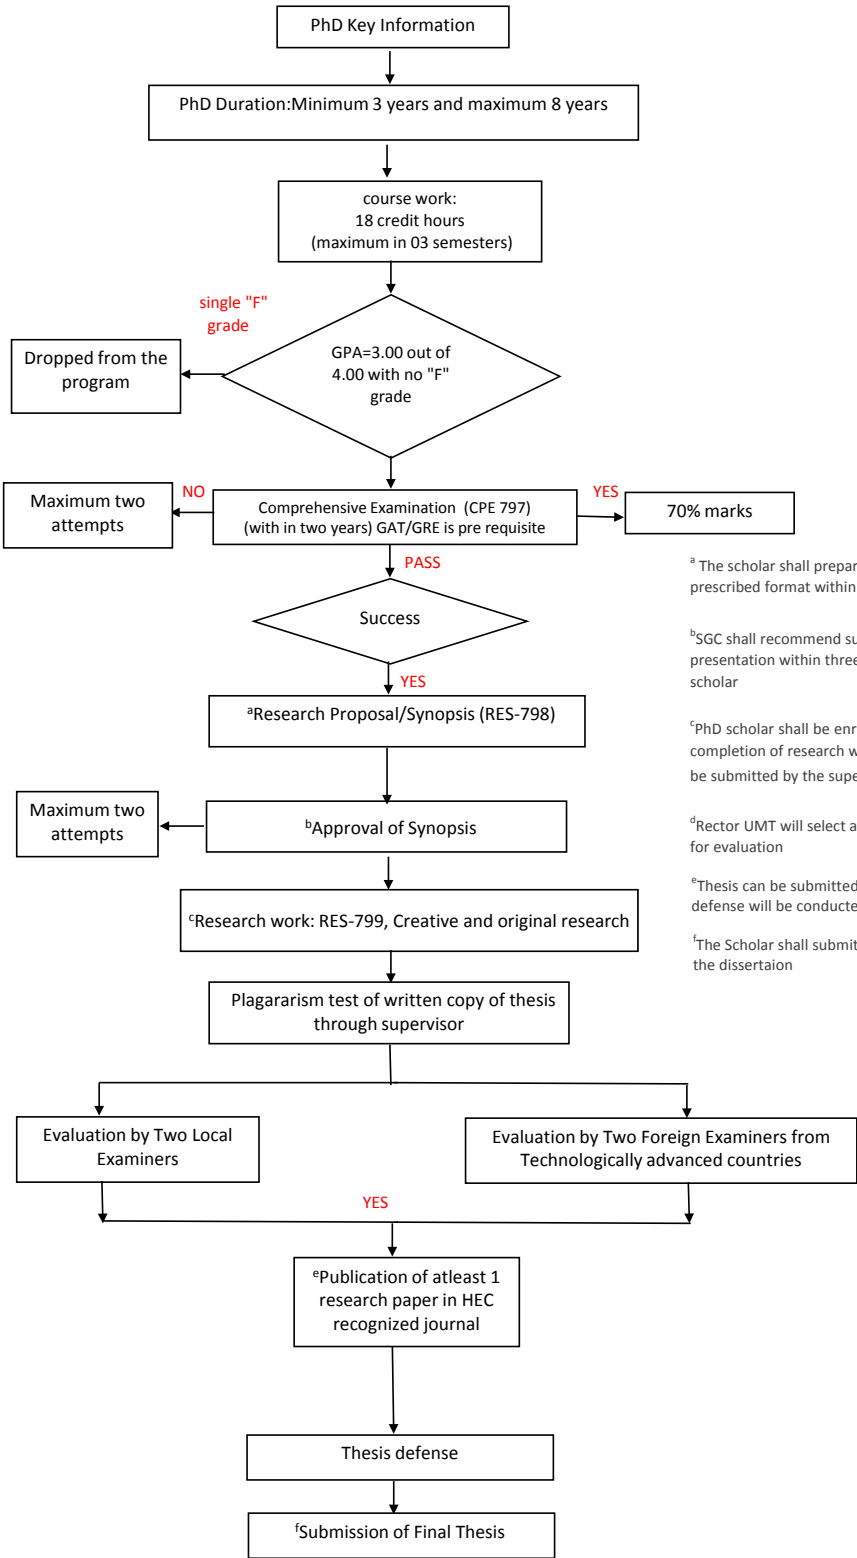 PhD Key Information
PhD Duration:Minimum 3 years and maximum 8 years
course work:
18 credit hours
(maximum in 03 semesters)
single "F"
grade
GPA=3.00 out of
4.00 with no "F"
grade
Dropped from the
program
Maximum two
attempts
NO
Comprehensive Examination (CPE 797)
(with in two years) GAT/GRE is pre requisite
YES
70% marks
PASS
Success
YES
aResearch Proposal/Synopsis (RES-798)
Maximum two
attempts
bApproval of Synopsis
cResearch work: RES-799, Creative and original research
Plagararism test of written copy of thesis
through supervisor
Evaluation by Two Local
Examiners
Evaluation by Two Foreign Examiners from
Technologically advanced countries
YES
ePublication of atleast 1
research paper in HEC
recognized journal
Thesis defense
fSubmission of Final Thesis
a The scholar shall prepar
prescribed format within
bSGC shall recommend su
presentation within three
scholar
cPhD scholar shall be enr
completion of research w
be submitted by the supe
dRector UMT will select a
for evaluation
eThesis can be submitted
defense will be conducte
fThe Scholar shall submit
the dissertaion